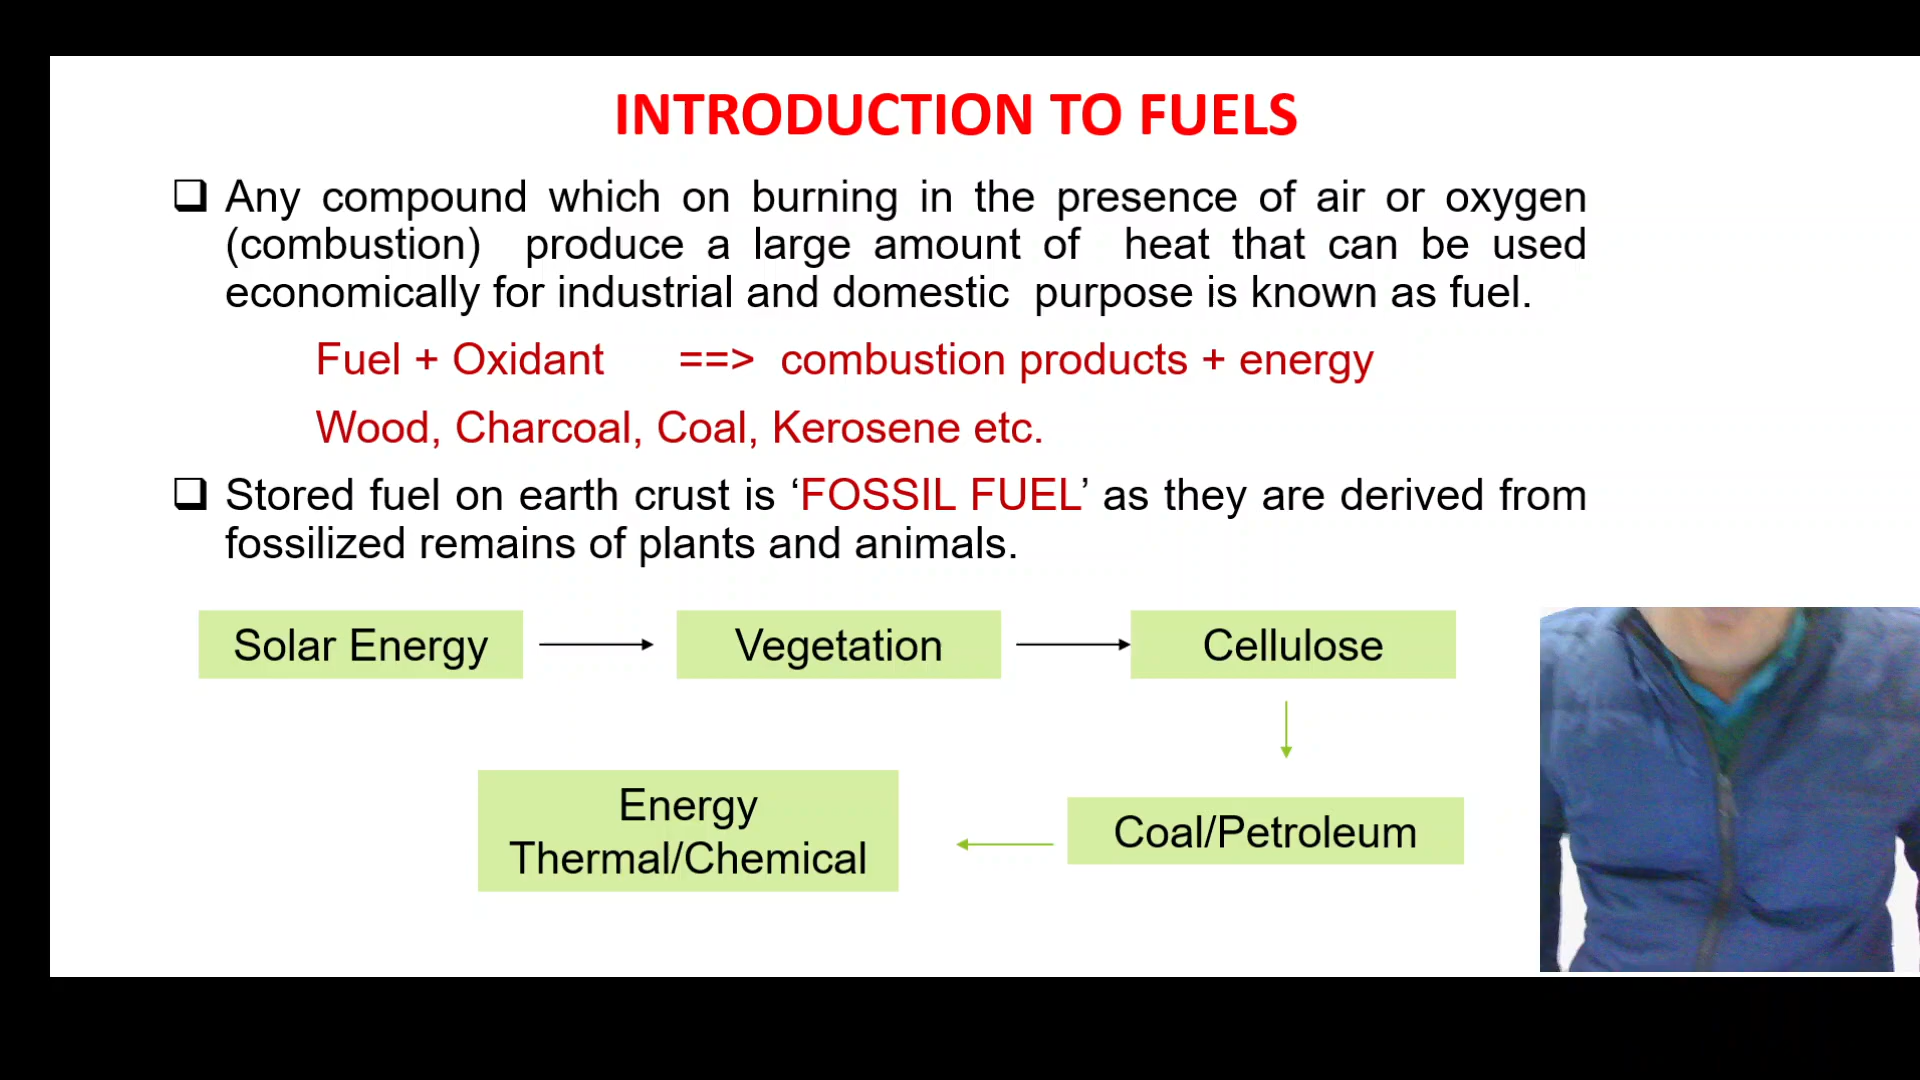 INTRODUCTION TO FUELS
Any compound which on burning in the presence of air or oxygen
(combustion) produce a large amount of heat that can be used
economically for industrial and domestic purpose is known as fuel.
Fuel + Oxidant ==> combustion products + energy
Wood, Charcoal, Coal, Kerosene etc.
Stored fuel on earth crust is ‘FOSSIL FUEL’ as they are derived from
fossilized remains of plants and animals.
Solar Energy
Vegetation
Cellulose
Coal/Petroleum
Energy
Thermal/Chemical